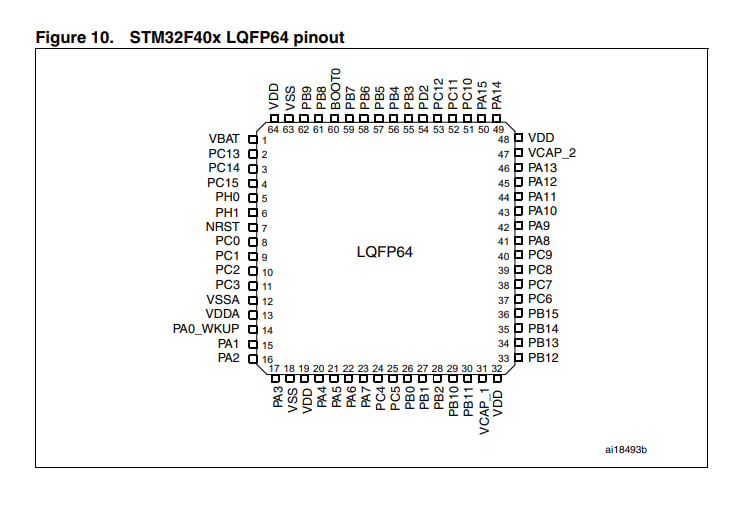 Figure 10. STM32F40x LQFP64 pinout
VDD VSS PB9 PB8 BOOT0 PB7 PB6 PB5 PB4 PB3 PD2 PC12 PC11 PC10 PA15 PA14
64 63 62 61 60 59 58 57 56 55 54 53 52 51 50 49
VBAT 1 48 VDD
PC13 2 47 VCAP_2
PC14 3 46 PA13
PC15 4 45 PA12
PH0 5 44 PA11
PH1 6 43 PA10
NRST 7 42 PA9
PC0 8 41 PA8
PC1 9 LQFP64 40 PC9
PC2 10 39 PC8
PC3 11 38 PC7
VSSA 12 37 PC6
VDDA 13 36 PB15
PA0_WKUP 14 35 PB14
PA1 15 34 PB13
PA2 16 33 PB12
17 18 19 20 21 22 23 24 25 26 27 28 29 30 31 32
PA3 VSS VDD PA4 PA5 PA6 PA7 PC4 PC5 PB0 PB1 PB2 PB10 PB11 VCAP_1 VDD
ai18493b